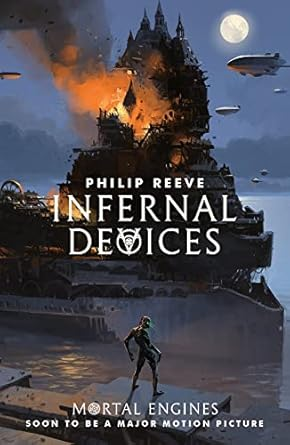 PHILIP REEVE
INFERNAL
DEVICES
MORTAL ENGINES
SOON TO BE A MAJOR MOTION PICTURE